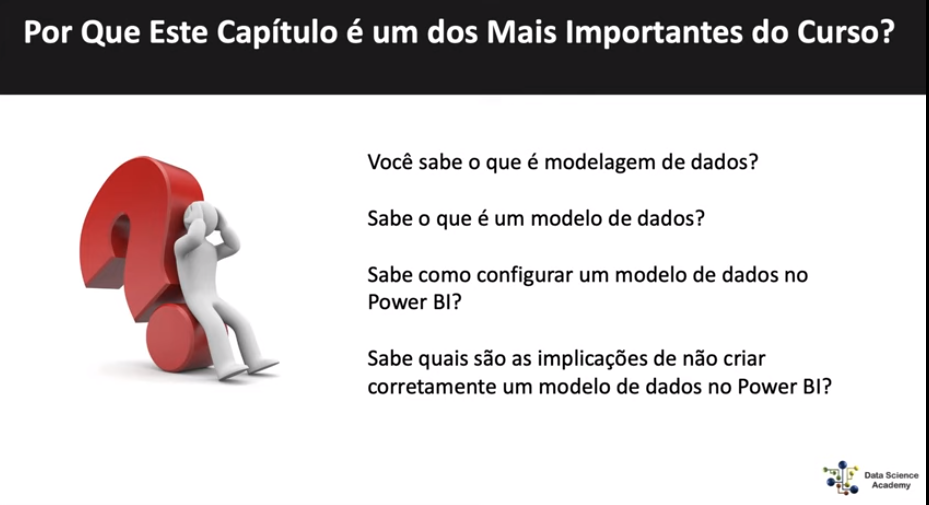 Por Que Este Capítulo é um dos Mais Importantes do Curso?
Você sabe o que é modelagem de dados?
Sabe o que é um modelo de dados?
Sabe como configurar um modelo de dados no
Power BI?
Sabe quais são as implicações de não criar
corretamente um modelo de dados no Power BI?
Data Science
Academy